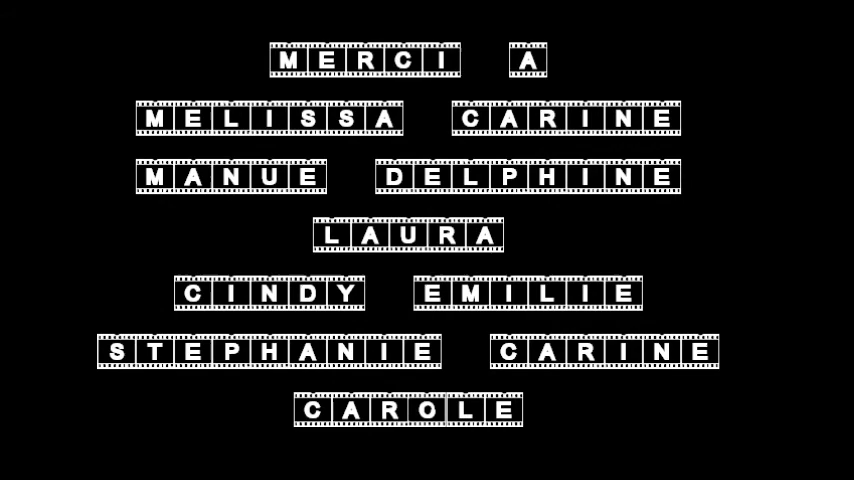 MERCI A
MELISSA CARINE
MANUE DELPHINE
LAURA
CINDY EMILIE
STEPHANIE CARINE
CAROLE